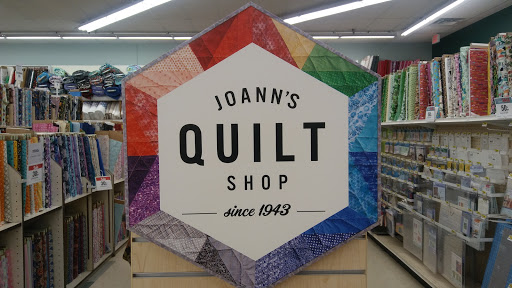 JOANN'S
QUILT
SHOP
since 1943